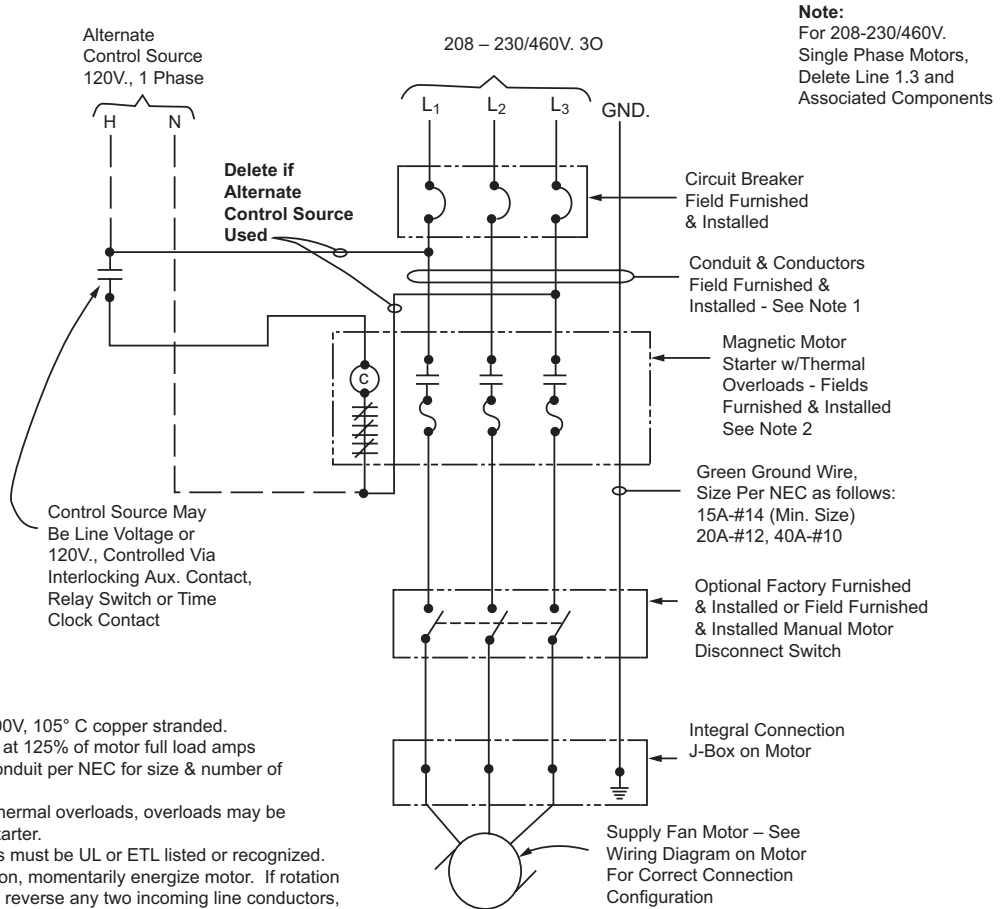 Note:
For 208-230/460V.
Single Phase Motors,
Delete Line 1.3 and
Associated Components
Alternate
Control Source
120V., 1 Phase
208 – 230/460V. 3O
H
N
L1
L2
L3
GND.
Delete if
Alternate
Control Source
Used
Circuit Breaker
Field Furnished
& Installed
Conduit & Conductors
Field Furnished &
Installed - See Note 1
Magnetic Motor
Starter w/Thermal
Overloads - Fields
Furnished & Installed
See Note 2
C
Green Ground Wire,
Size Per NEC as follows:
15A-#14 (Min. Size)
20A-#12, 40A-#10
Control Source May
Be Line Voltage or
120V., Controlled Via
Interlocking Aux. Contact,
Relay Switch or Time
Clock Contact
Optional Factory Furnished
& Installed or Field Furnished
& Installed Manual Motor
Disconnect Switch
Integral Connection
J-Box on Motor
Supply Fan Motor – See
Wiring Diagram on Motor
For Correct Connection
Configuration
00V, 105° C copper stranded.
at 125% of motor full load amps
onduit per NEC for size & number of
hermal overloads, overloads may be
tarter.
s must be UL or ETL listed or recognized.
on, momentarily energize motor. If rotation
reverse any two incoming line conductors,